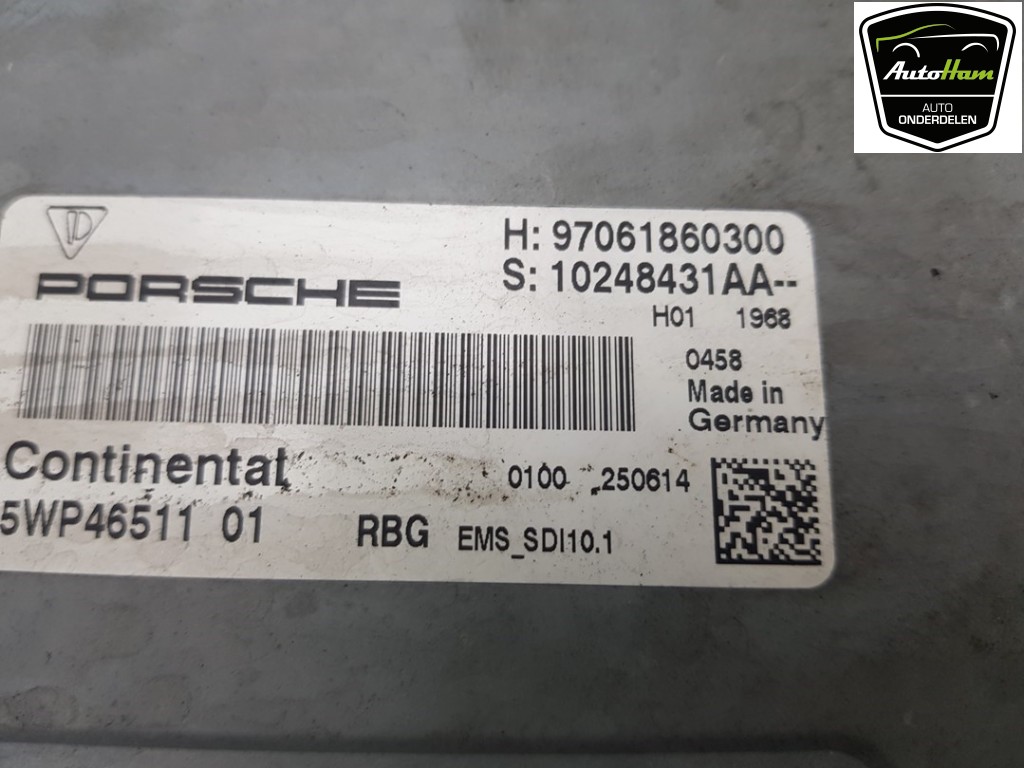 AutoHam
AUTO
ONDERDELEN
H: 97061860300
S: 10248431AA--
PORSCHE
H01 1968
0458
Made in
Germany
Continental
0100 250614
5WP46511 01 RBG EMS_SDI10.1